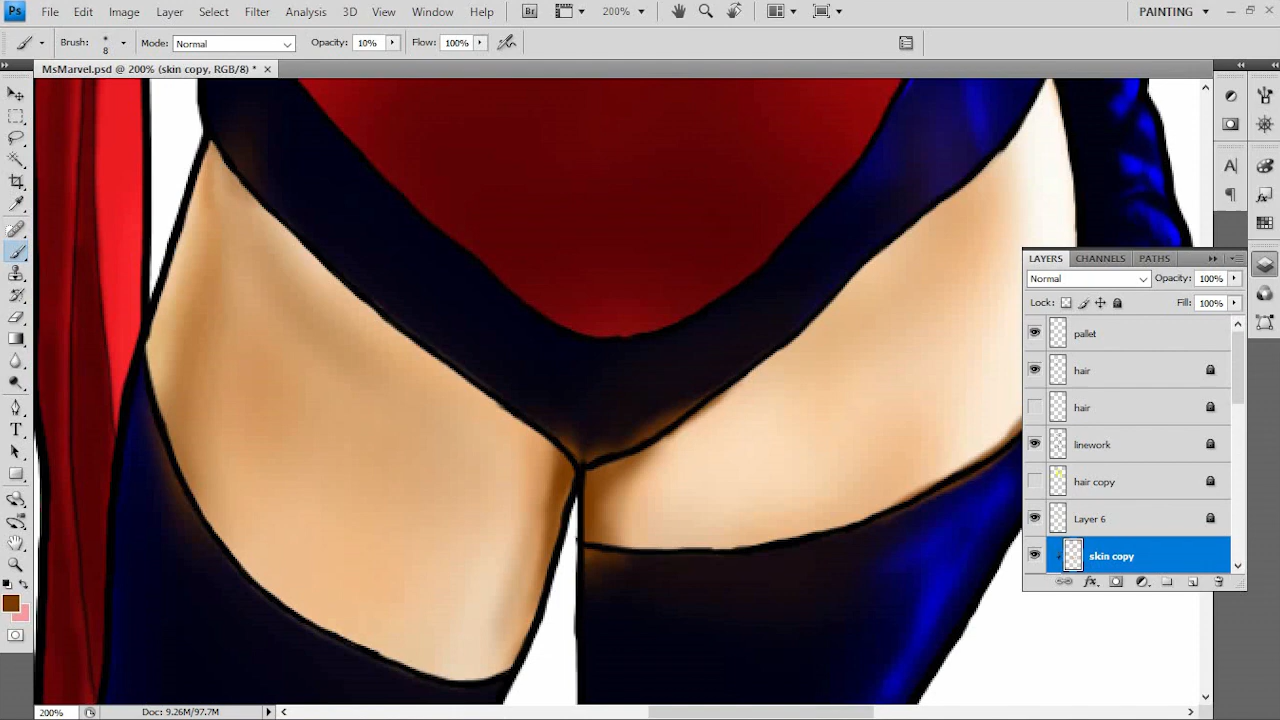 Ps File Edit Image Layer Select Filter Analysis 3D View Window Help Br 200% PAINTING
Brush: 8 Mode: Normal Opacity: 10% Flow: 100%
MsMarvel.psd @ 200% (skin copy, RGB/8) *
LAYERS CHANNELS PATHS
Normal Opacity: 100%
Lock: Fill: 100%
pallet
hair
hair
linework
hair copy
Layer 6
skin copy
200% Doc: 9.26M/97.7M